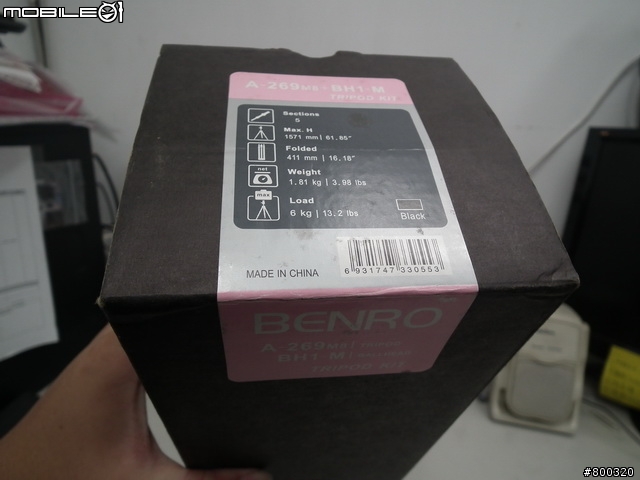 MOBILE01
A-269M8+BH1-M
TRIPOD KIT
Sections
5
Max. H
1571 mm | 61.85"
Folded
411 mm | 16.18"
net
Weight
1.81 kg | 3.98 lbs
max
Load
6 kg | 13.2 lbs
Black
MADE IN CHINA
6 931747 330553
BENRO
A-269M8
BH1-M
TRIPOD KIT
#800320